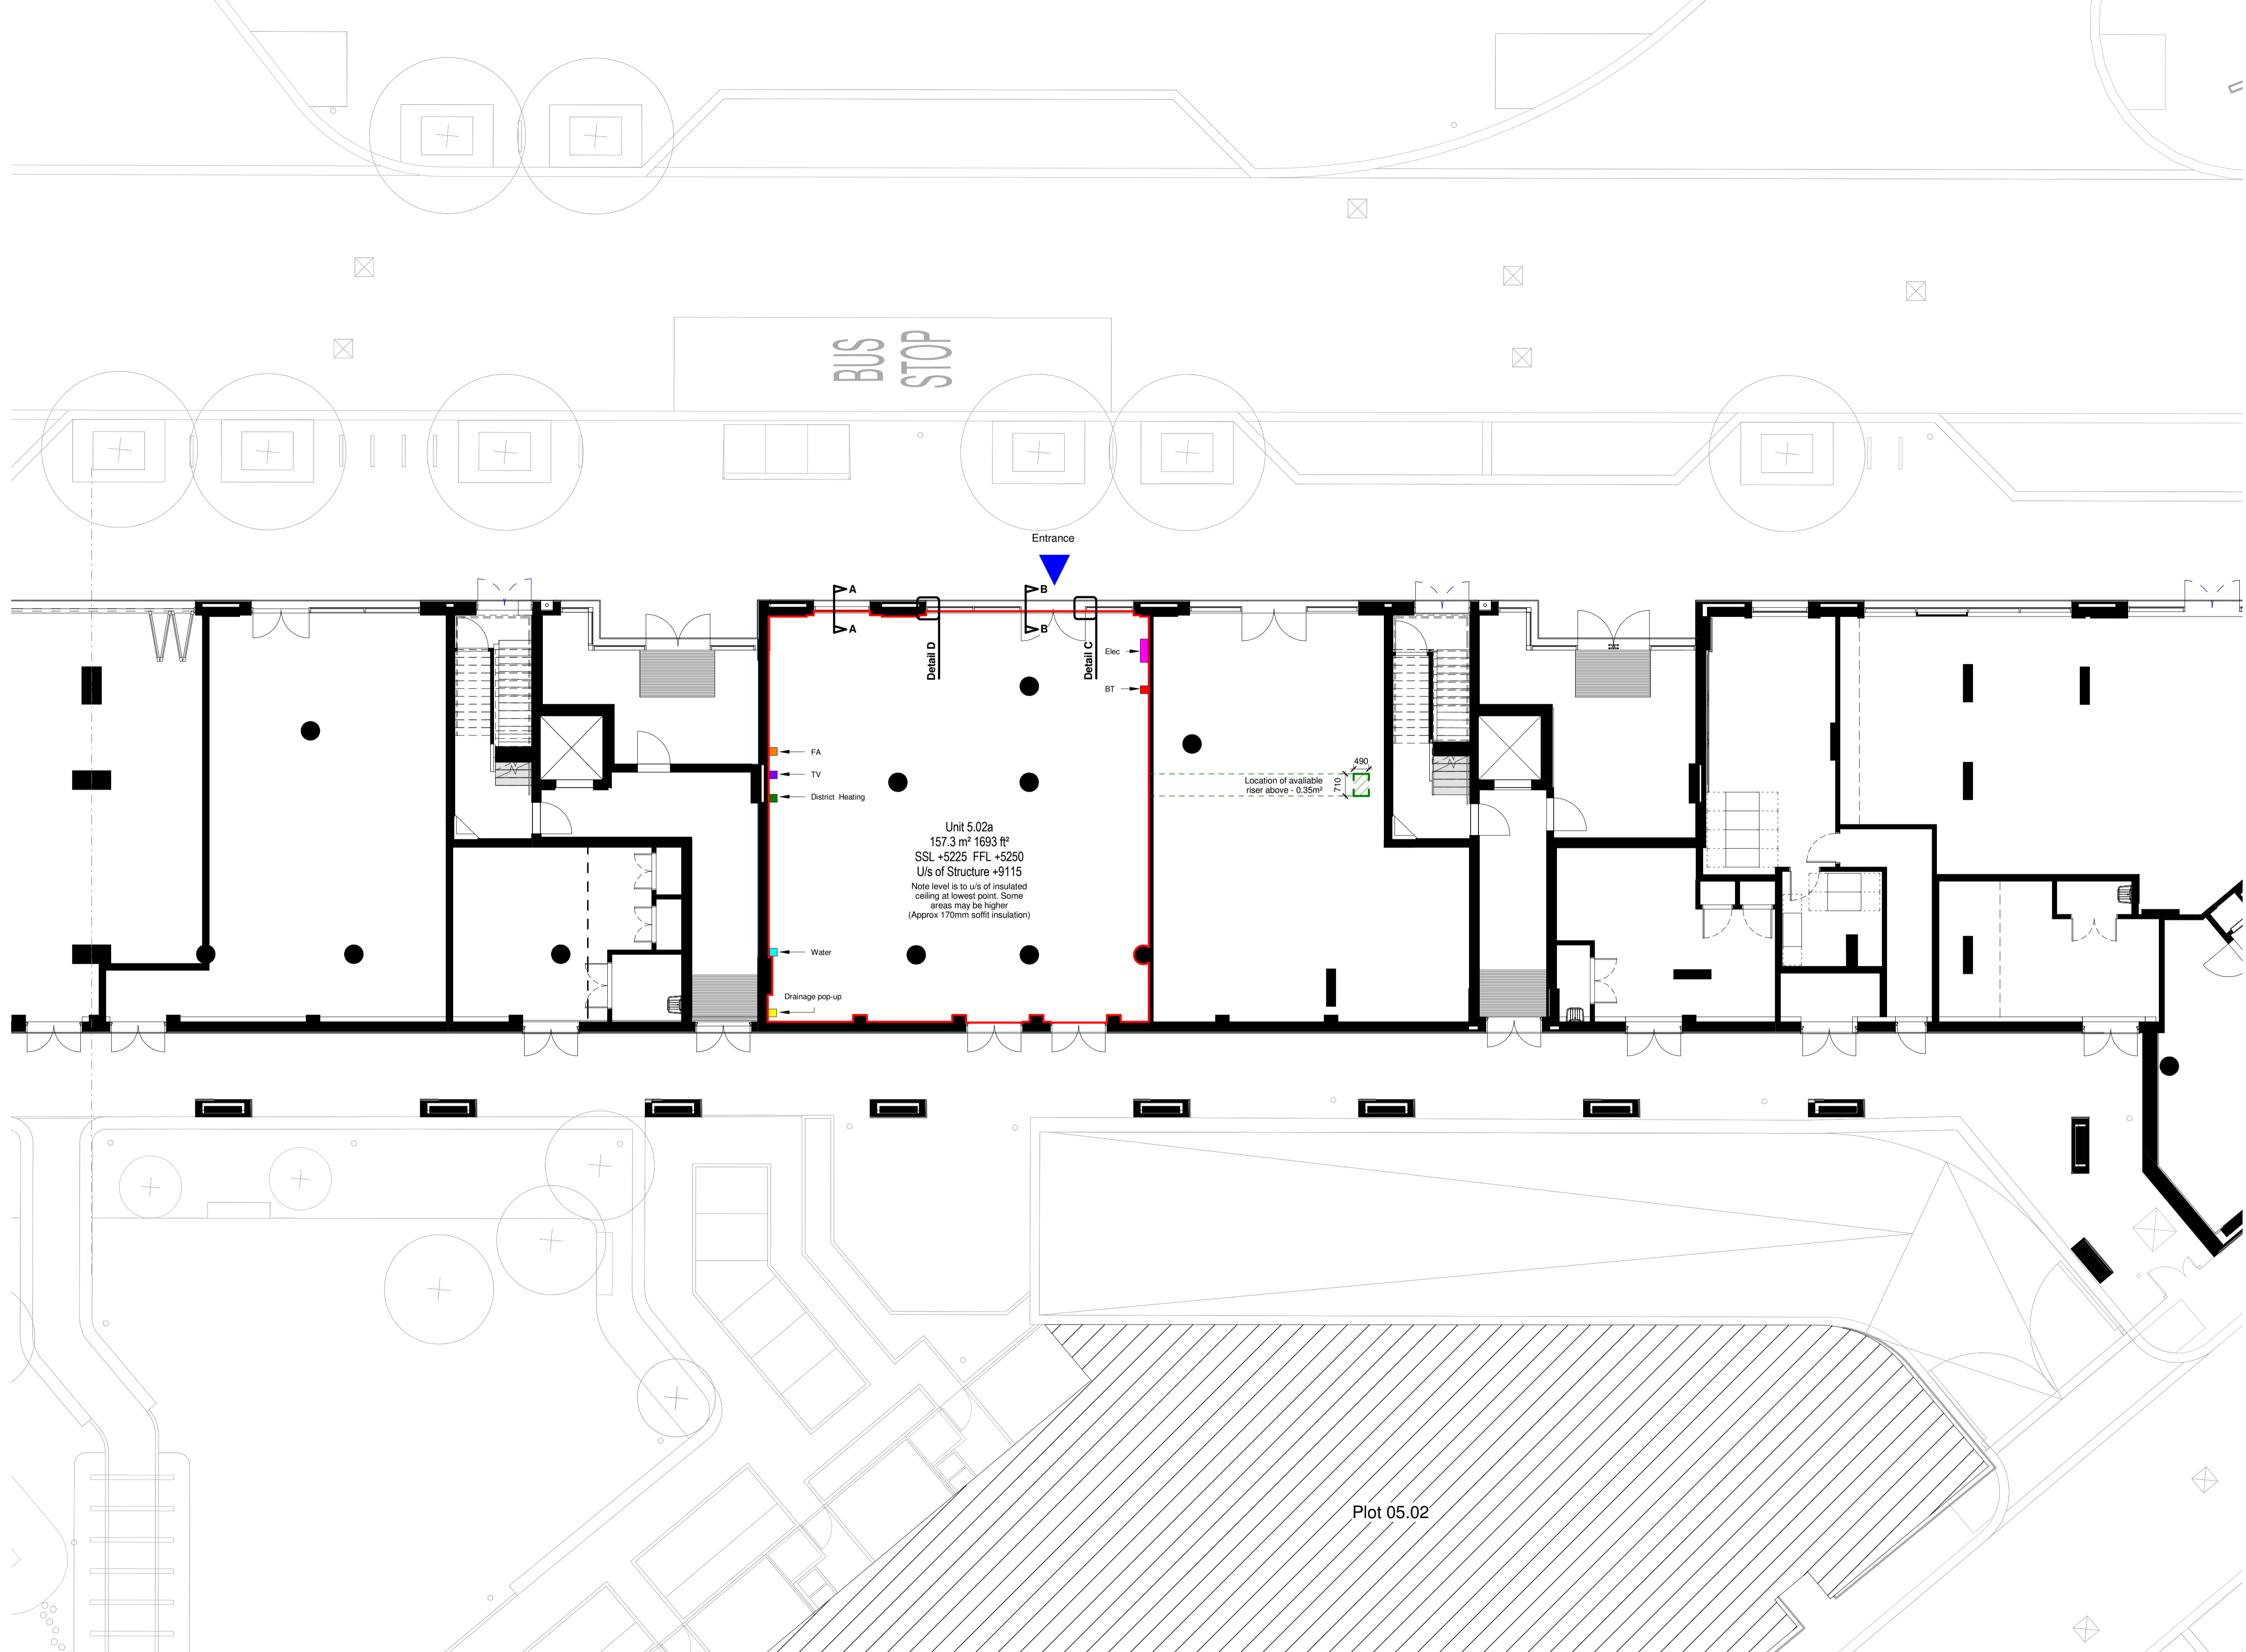 BUS
STOP
Entrance
A
B
A
B
Detail D
Detail C
Elec
BT
FA
TV
District Heating
490
710
Location of avaliable
riser above - 0.35m²
Unit 5.02a
157.3 m² 1693 ft²
SSL +5225 FFL +5250
U/s of Structure +9115
Note level is to u/s of insulated
ceiling at lowest point. Some
areas may be higher
(Approx 170mm soffit insulation)
Water
Drainage pop-up
Plot 05.02